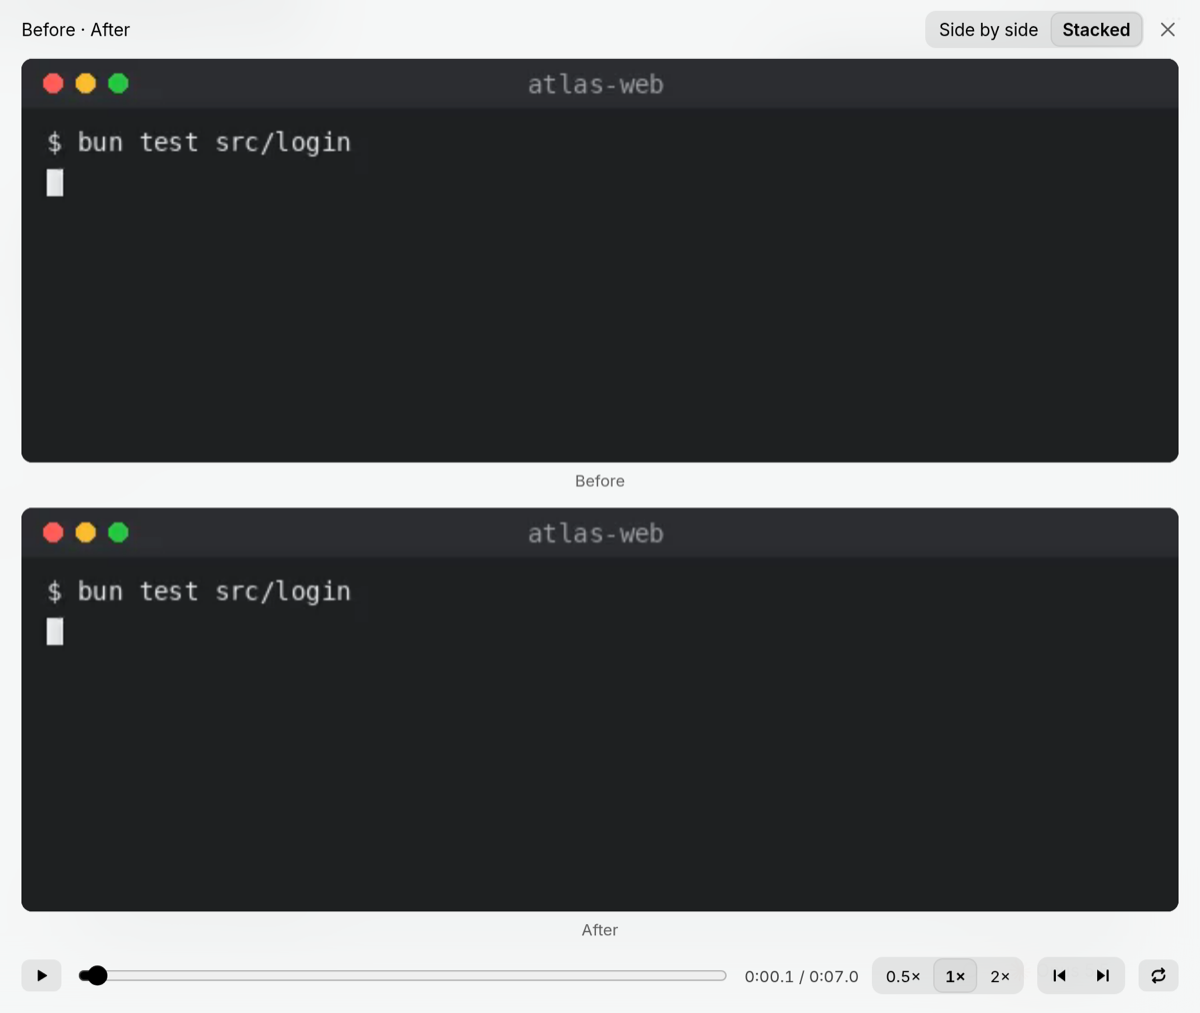 Before · After
Side by side
Stacked
atlas-web
$ bun test src/login
Before
atlas-web
$ bun test src/login
After
0:00.1 / 0:07.0
0.5×
1×
2×